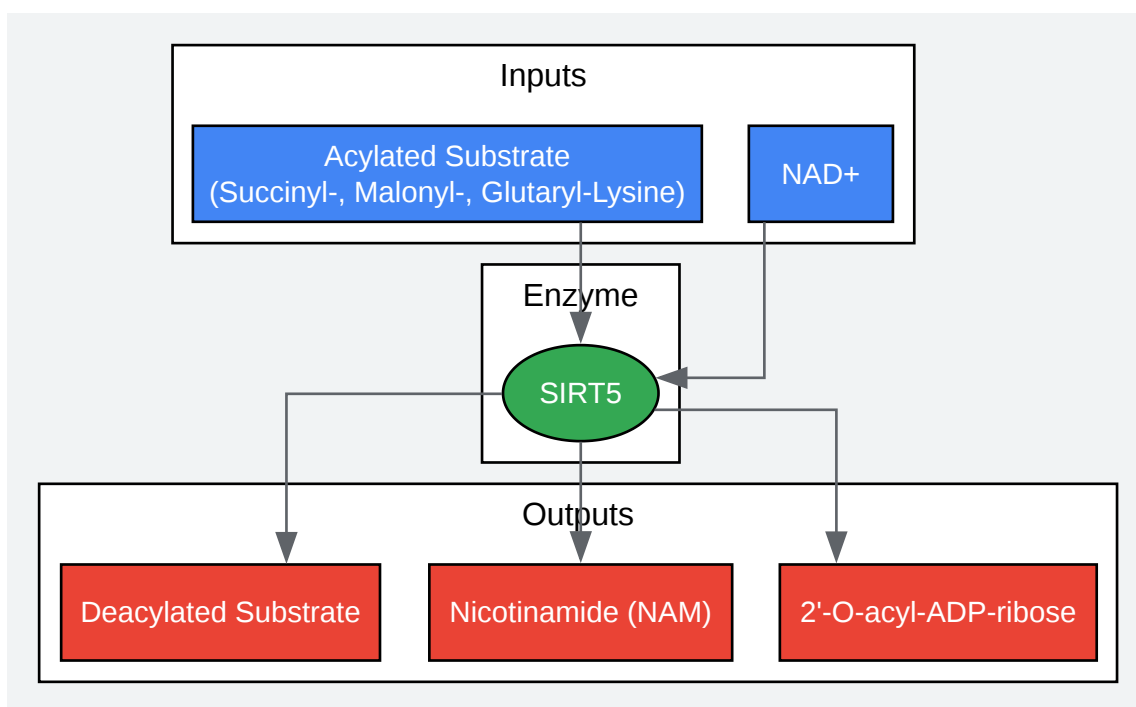 Inputs
Acylated Substrate
(Succinyl-, Malonyl-, Glutaryl-Lysine)
NAD+
Enzyme
SIRT5
Outputs
Deacylated Substrate
Nicotinamide (NAM)
2'-O-acyl-ADP-ribose